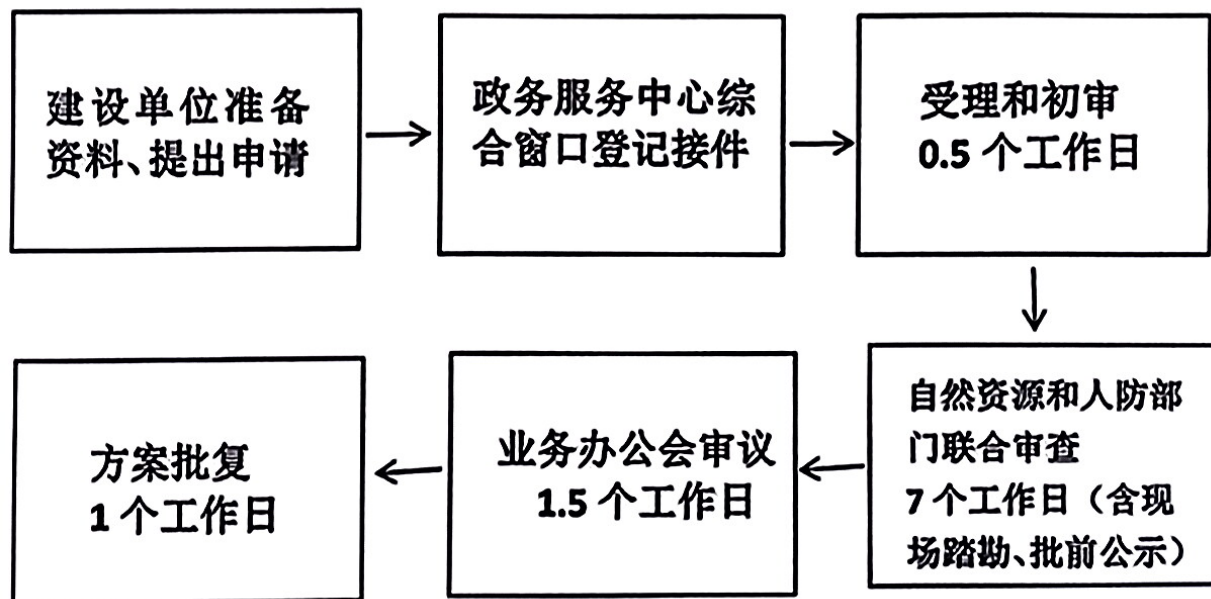 建设单位准备
资料、提出申请
政务服务中心综
合窗口登记接件
受理和初审
0.5 个工作日
自然资源和人防部
门联合审查
7 个工作日（含现
场踏勘、批前公示）
业务办公会审议
1.5 个工作日
方案批复
1 个工作日